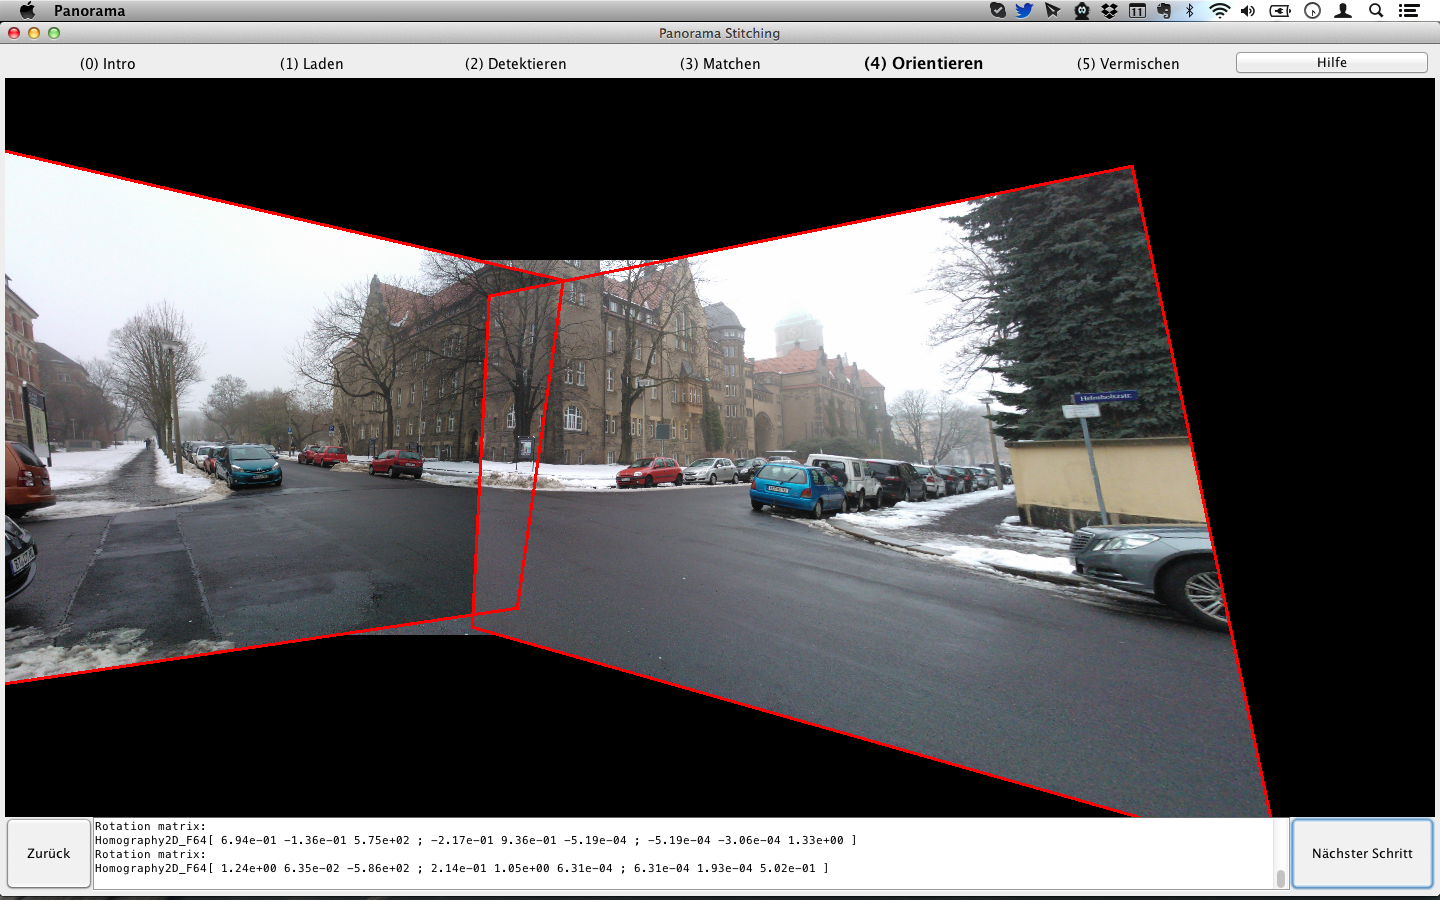 Panorama
11
Panorama Stitching
(0) Intro (1) Laden (2) Detektieren (3) Matchen (4) Orientieren (5) Vermischen Hilfe
Helmholtzstr.
Zurück
Rotation matrix:
Homography2D_F64[ 6.94e-01 -1.36e-01 5.75e+02 ; -2.17e-01 9.36e-01 -5.19e-04 ; -5.19e-04 -3.06e-04 1.33e+00 ]
Rotation matrix:
Homography2D_F64[ 1.24e+00 6.35e-02 -5.86e+02 ; 2.14e-01 1.05e+00 6.31e-04 ; 6.31e-04 1.93e-04 5.02e-01 ]
Nächster Schritt